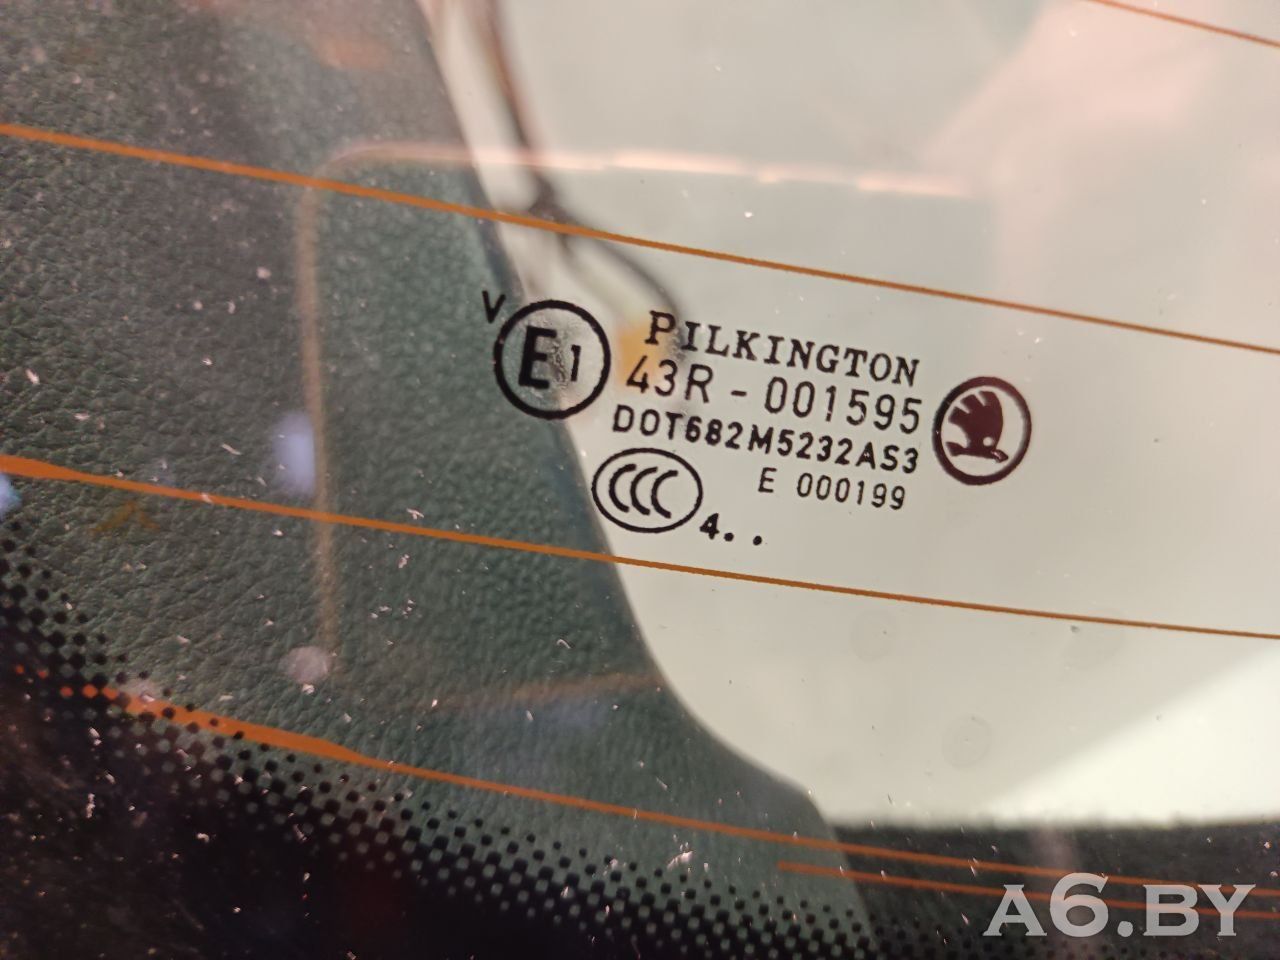 V
E1
PILKINGTON
43R - 001595
DOT682M5232AS3
E 000199
CCC
4..
A6.BY